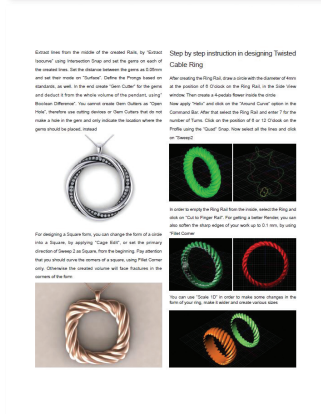 Extract lines from the middle of the created Rails, by "Extract
Isocurve" using Intersection Snap and set the gems on each of
the created lines. Set the distance between the gems as 0.05mm
and set their mode on "Surface". Define the Prongs based on
standards, as well. In the end create "Gem Cutter" for the gems
and deduct it from the whole volume of the pendant, using"
Boolean Difference". You cannot create Gem Cutters as "Open
Hole", therefore use cutting devices or Gem Cutters that do not
make a hole in the gem and only indicate the location where the
gems should be placed, instead
For designing a Square form, you can change the form of a circle
into a Square, by applying "Cage Edit", or set the primary
direction of Sweep 2 as Square, from the beginning. Pay attention
that you should curve the corners of a square, using Fillet Corner
only. Otherwise the created volume will face fractures in the
corners of the form
Step by step instruction in designing Twisted
Cable Ring
After creating the Ring Rail, draw a circle with the diameter of 4mm
at the position of 6 O'clock on the Ring Rail, in the Side View
window. Then create a 4-pedals flower inside the circle
Now apply "Helix" and click on the "Around Curve" option in the
Command Bar. After that select the Ring Rail and enter 7 for the
number of Turns. Click on the position of 6 or 12 O'clock on the
Profile using the "Quad" Snap. Now select all the lines and click
on "Sweep2
In order to empty the Ring Rail from the inside, select the Ring and
click on "Cut to Finger Rail". For getting a better Render, you can
also soften the sharp edges of your work up to 0.1 mm, by using
"Fillet Corner
You can use "Scale 1D" in order to make some changes in the
form of your ring, make it wider and create various sizes